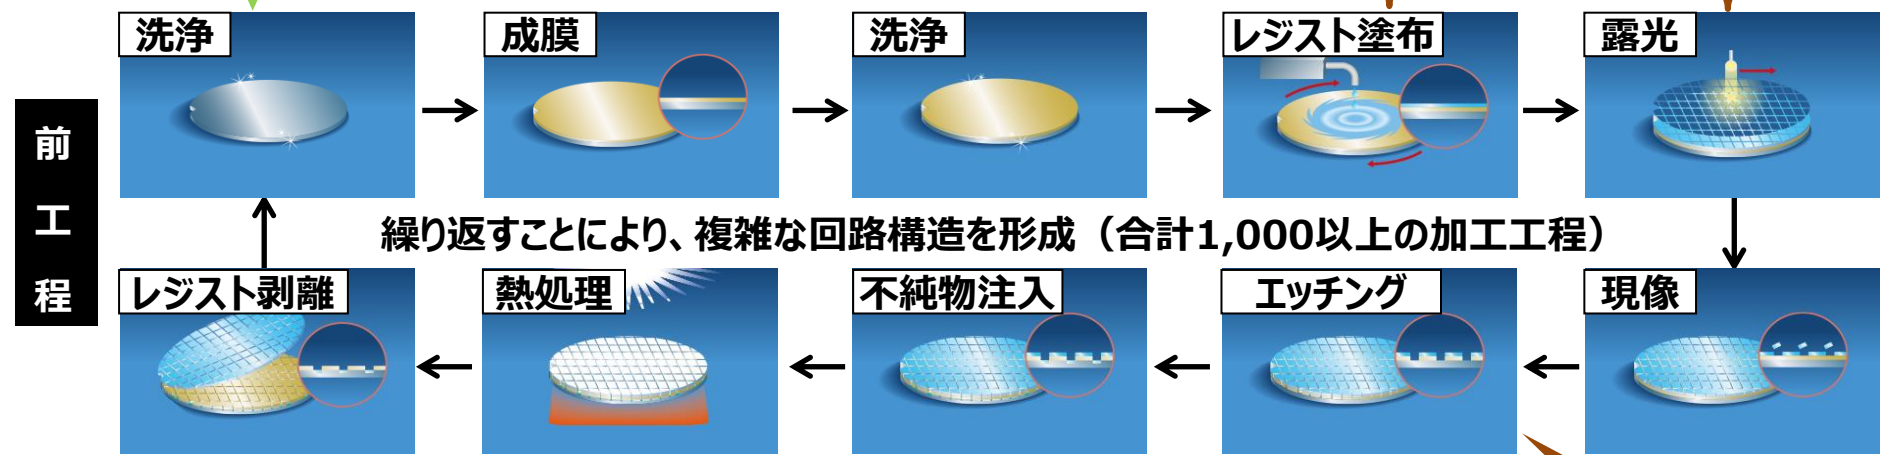 前工程
洗浄
成膜
洗浄
レジスト塗布
露光
繰り返すことにより、複雑な回路構造を形成（合計1,000以上の加工工程）
レジスト剥離
熱処理
不純物注入
エッチング
現像